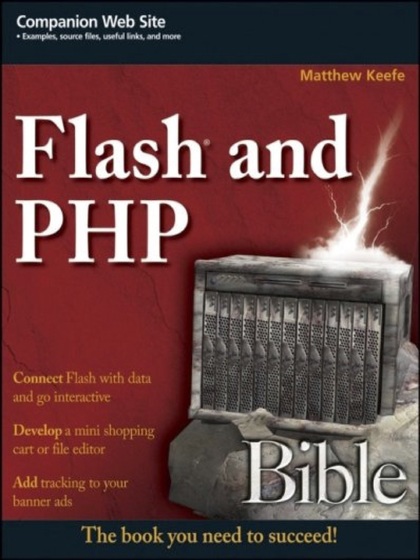 Companion Web Site
• Examples, source files, useful links, and more
Matthew Keefe
Flash® and
PHP
Connect Flash with data
and go interactive
Develop a mini shopping
cart or file editor
Add tracking to your
banner ads
Bible
The book you need to succeed!